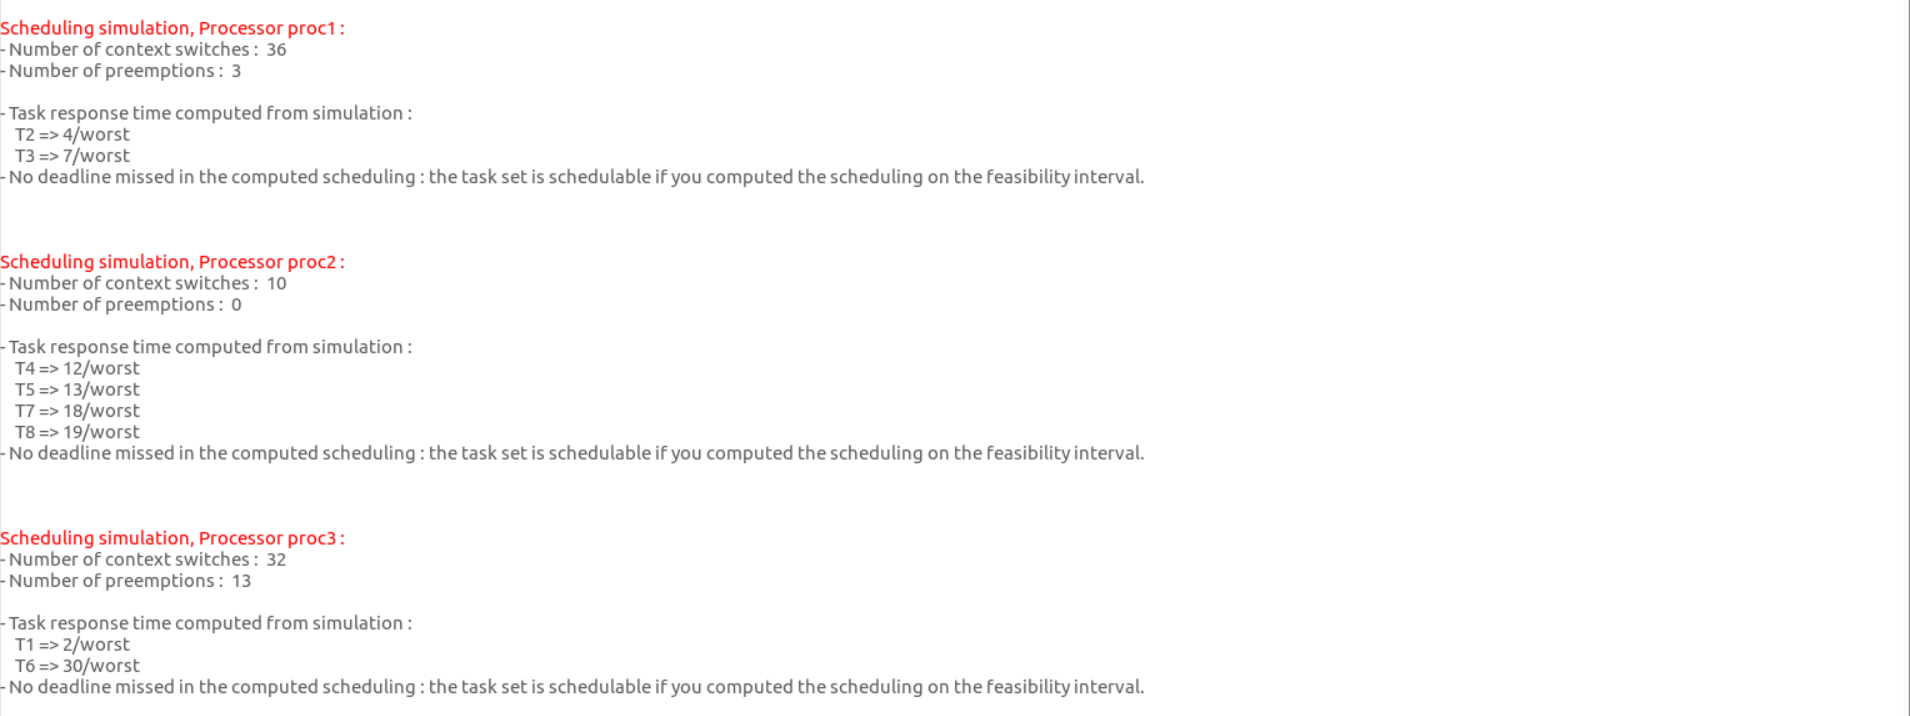 Scheduling simulation, Processor proc1 :
- Number of context switches :  36
- Number of preemptions :  3
- Task response time computed from simulation :
T2 => 4/worst
T3 => 7/worst
- No deadline missed in the computed scheduling : the task set is schedulable if you computed the scheduling on the feasibility interval.
Scheduling simulation, Processor proc2 :
- Number of context switches :  10
- Number of preemptions :  0
- Task response time computed from simulation :
T4 => 12/worst
T5 => 13/worst
T7 => 18/worst
T8 => 19/worst
- No deadline missed in the computed scheduling : the task set is schedulable if you computed the scheduling on the feasibility interval.
Scheduling simulation, Processor proc3 :
- Number of context switches :  32
- Number of preemptions :  13
- Task response time computed from simulation :
T1 => 2/worst
T6 => 30/worst
- No deadline missed in the computed scheduling : the task set is schedulable if you computed the scheduling on the feasibility interval.